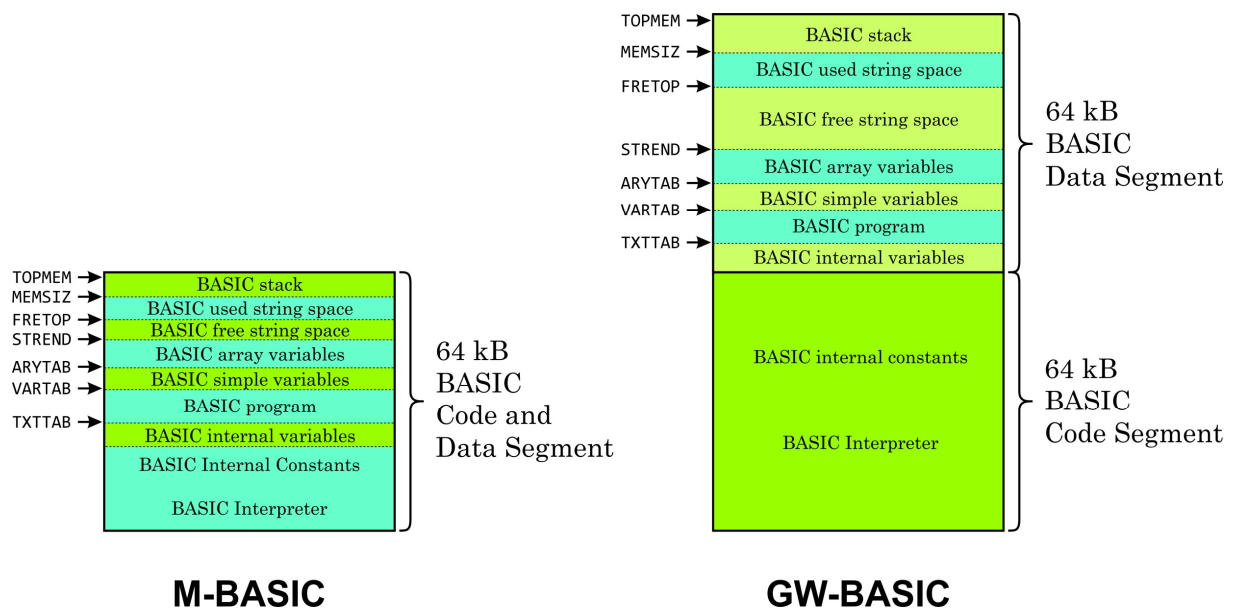 TOPMEM
MEMSIZ
FRETOP
STREND
ARYTAB
VARTAB
TXTTAB
BASIC stack
BASIC used string space
BASIC free string space
BASIC array variables
BASIC simple variables
BASIC program
BASIC internal variables
BASIC Internal Constants
BASIC Interpreter
64 kB
BASIC
Code and
Data Segment
M-BASIC
TOPMEM
MEMSIZ
FRETOP
STREND
ARYTAB
VARTAB
TXTTAB
BASIC stack
BASIC used string space
BASIC free string space
BASIC array variables
BASIC simple variables
BASIC program
BASIC internal variables
BASIC internal constants
BASIC Interpreter
64 kB
BASIC
Data Segment
64 kB
BASIC
Code Segment
GW-BASIC